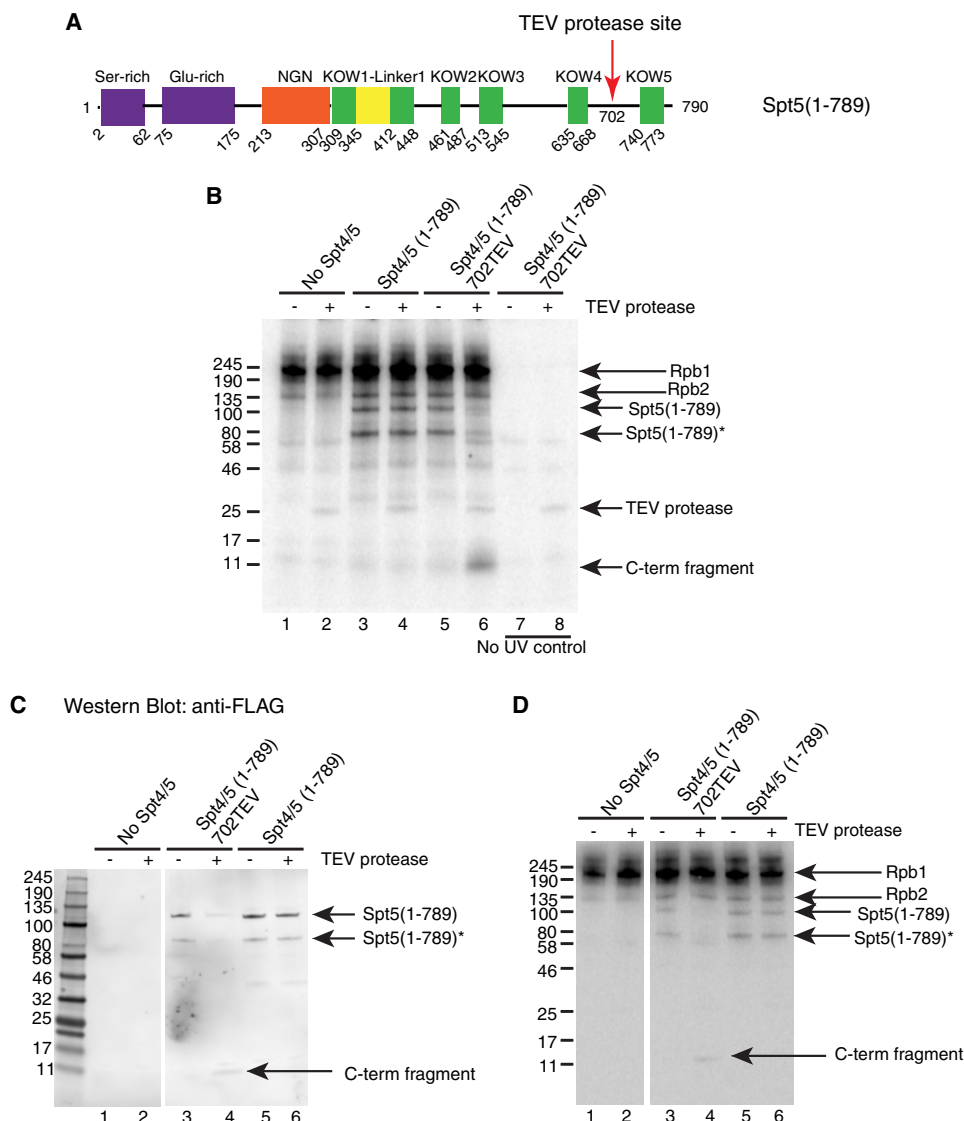 A
TEV protease site
Ser-rich Glu-rich NGN KOW1-Linker1 KOW2 KOW3 KOW4 KOW5
1 702 790 Spt5(1-789)
2 62 75 175 213 307 309 345 412 448 461 487 513 545 635 668 740 773
B
No Spt4/5
Spt4/5 (1-789)
Spt4/5 (1-789)
702TEV
Spt4/5 (1-789)
702TEV
- + - + - + - + TEV protease
245
190
135
100
80
58
46
25
17
11
Rpb1
Rpb2
Spt5(1-789)
Spt5(1-789)*
TEV protease
C-term fragment
1 2 3 4 5 6 7 8
No UV control
C Western Blot: anti-FLAG
No Spt4/5
Spt4/5 (1-789)
702TEV
Spt4/5 (1-789)
- + - + - + TEV protease
245
190
135
100
80
58
46
32
25
17
11
Spt5(1-789)
Spt5(1-789)*
C-term fragment
1 2 3 4 5 6
D
No Spt4/5
Spt4/5 (1-789)
702TEV
Spt4/5 (1-789)
- + - + - + TEV protease
245
190
135
100
80
58
46
25
17
11
Rpb1
Rpb2
Spt5(1-789)
Spt5(1-789)*
C-term fragment
1 2 3 4 5 6